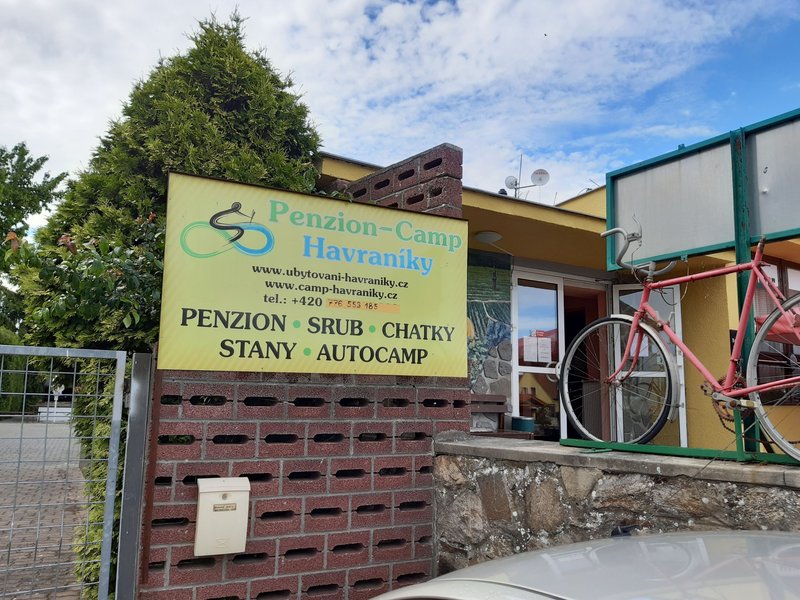 Penzion-Camp
Havraníky
www.ubytovani-havraniky.cz
www.camp-havraniky.cz
tel.: +420 776 553 185
PENZION • SRUB • CHATKY
STANY • AUTOCAMP